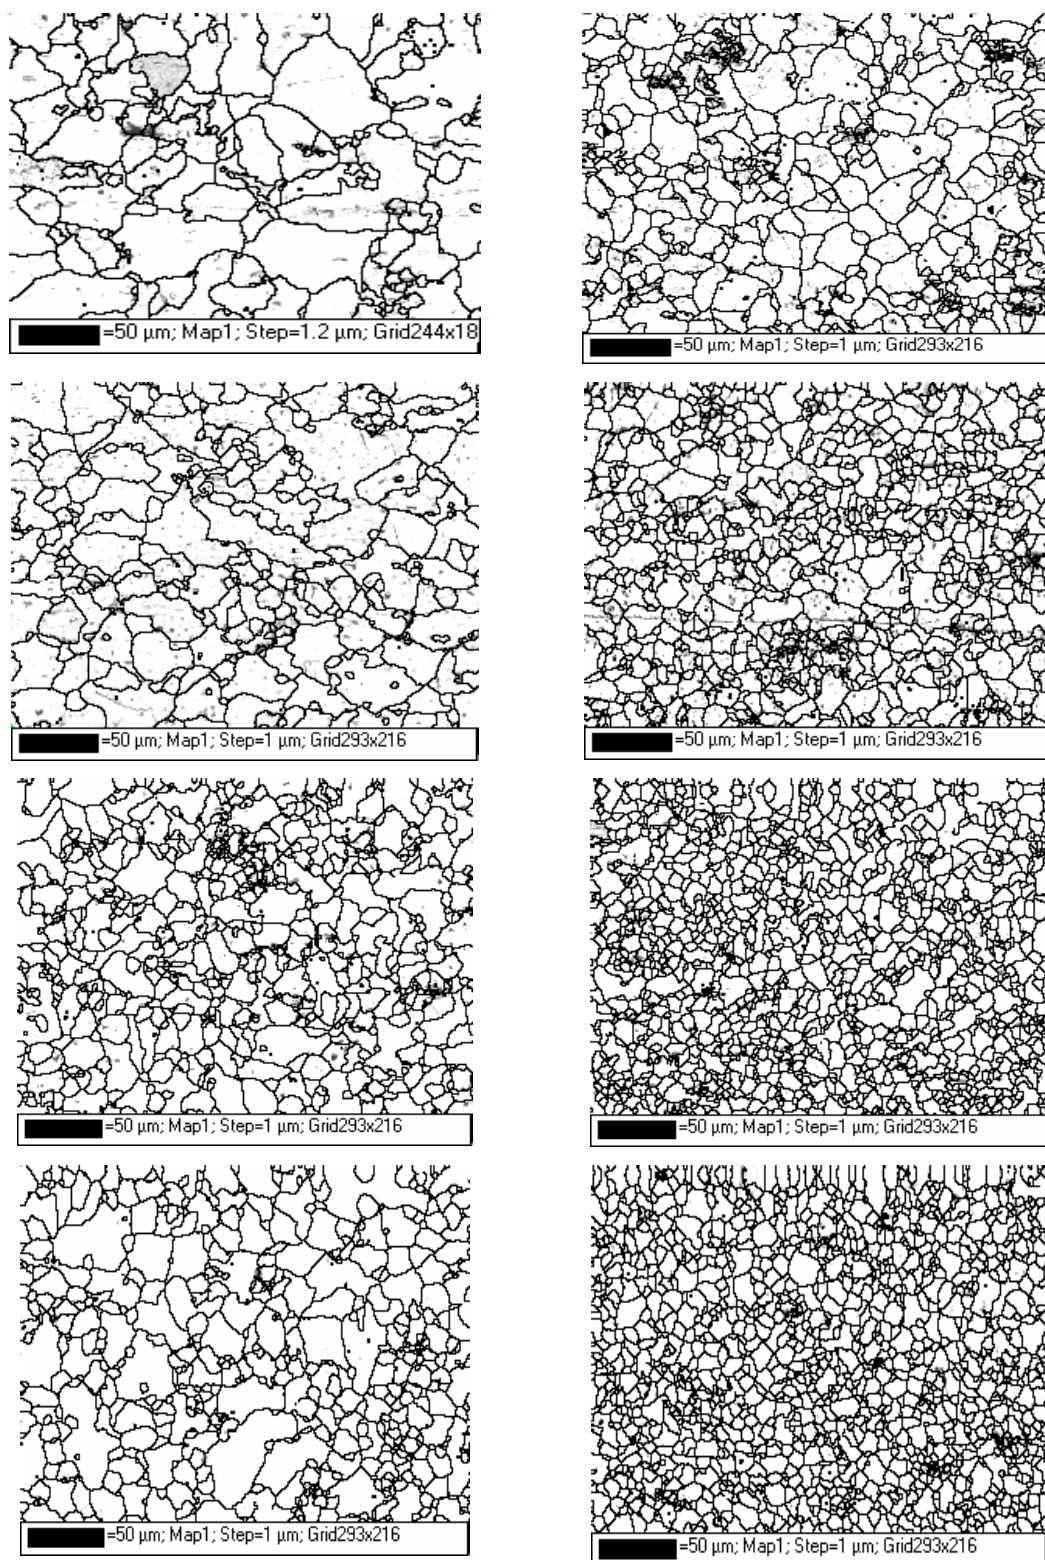 =50 µm; Map1; Step=1.2 µm; Grid244x18
=50 µm; Map1; Step=1 µm; Grid293x216
=50 µm; Map1; Step=1 µm; Grid293x216
=50 µm; Map1; Step=1 µm; Grid293x216
=50 µm; Map1; Step=1 µm; Grid293x216
=50 µm; Map1; Step=1 µm; Grid293x216
=50 µm; Map1; Step=1 µm; Grid293x216
=50 µm; Map1; Step=1 µm; Grid293x216